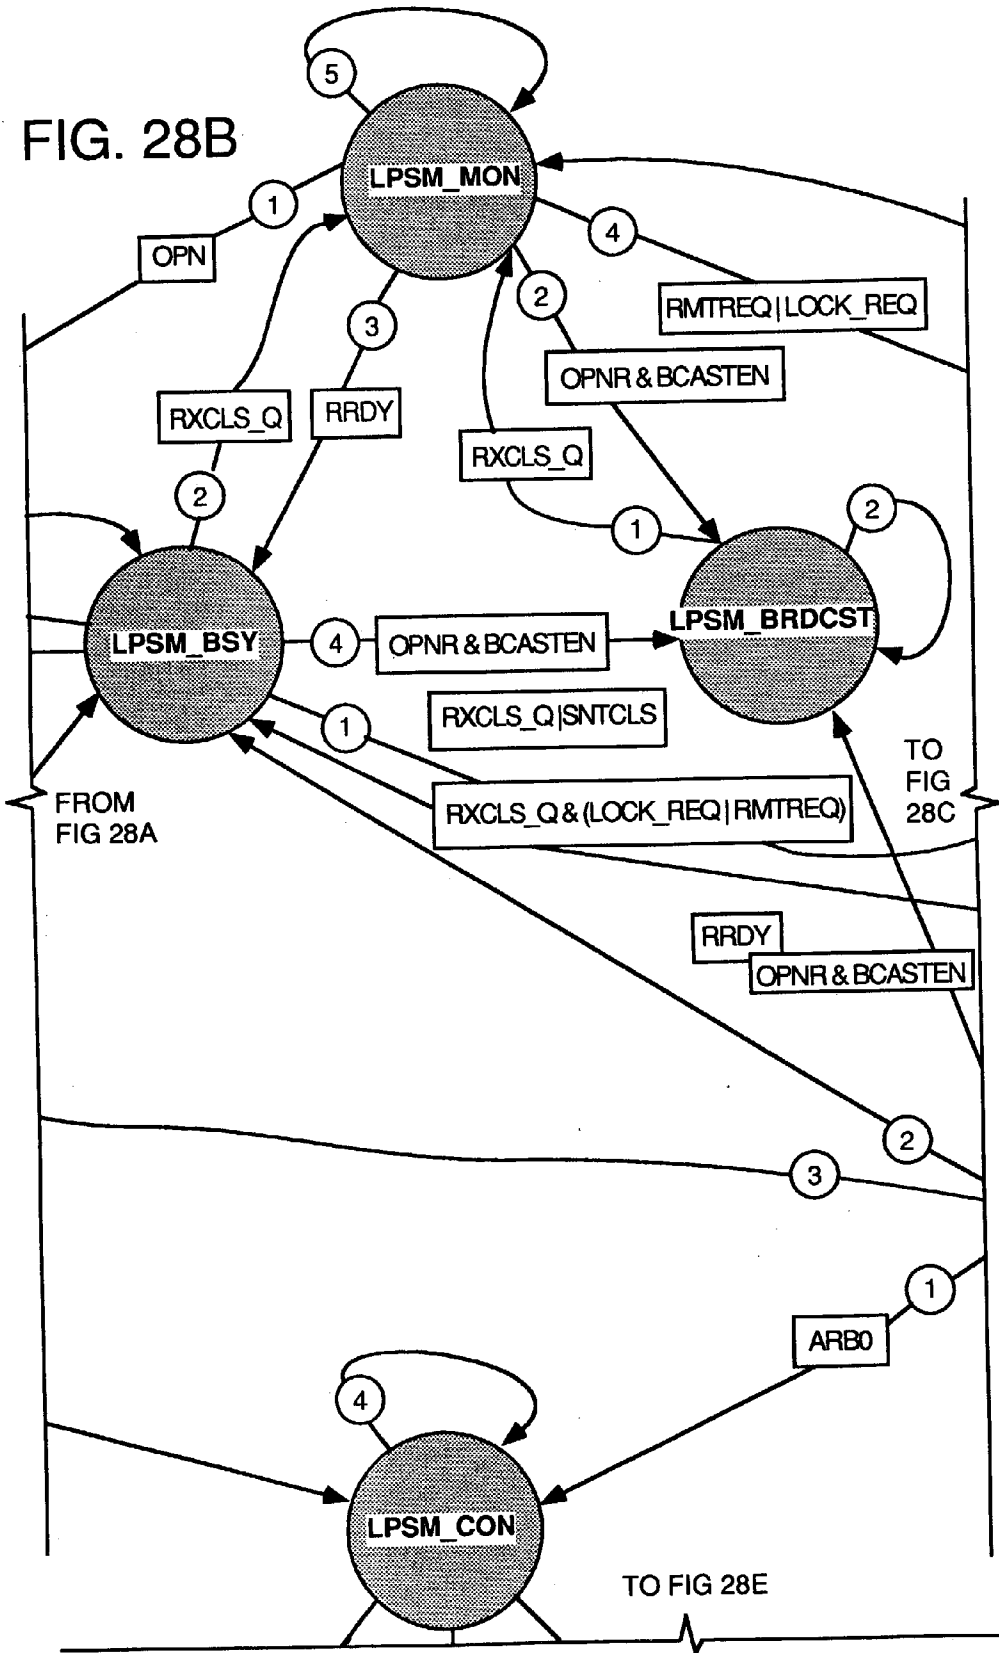 5
FIG. 28B
LPSM_MON
1
4
OPN
2
RMTREQ|LOCK_REQ
3
OPNR & BCASTEN
RXCLS_Q
RRDY
RXCLS_Q
2
1
2
LPSM_BSY
4
OPNR & BCASTEN
LPSM_BRDCST
RXCLS_Q|SNTCLS
1
TO
FIG
28C
FROM
FIG 28A
RXCLS_Q & (LOCK_REQ|RMTREQ)
RRDY
OPNR & BCASTEN
2
3
1
ARB0
4
LPSM_CON
TO FIG 28E